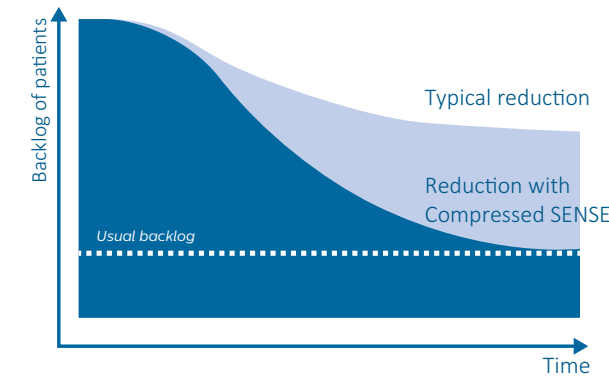 Backlog of patients
Typical reduction
Reduction with
Compressed SENSE
Usual backlog
Time